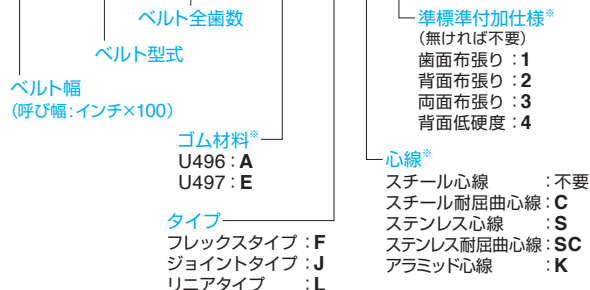 ベルト全歯数
ベルト型式
ベルト幅
(呼び幅：インチ×100)
ゴム材料※
U496：A
U497：E
タイプ
フレックスタイプ：F
ジョイントタイプ：J
リニアタイプ：L
準標準付加仕様※
(無ければ不要)
歯面布張り：1
背面布張り：2
両面布張り：3
背面低硬度：4
心線※
スチール心線：不要
スチール耐屈曲心線：C
ステンレス心線：S
ステンレス耐屈曲心線：SC
アラミッド心線：K